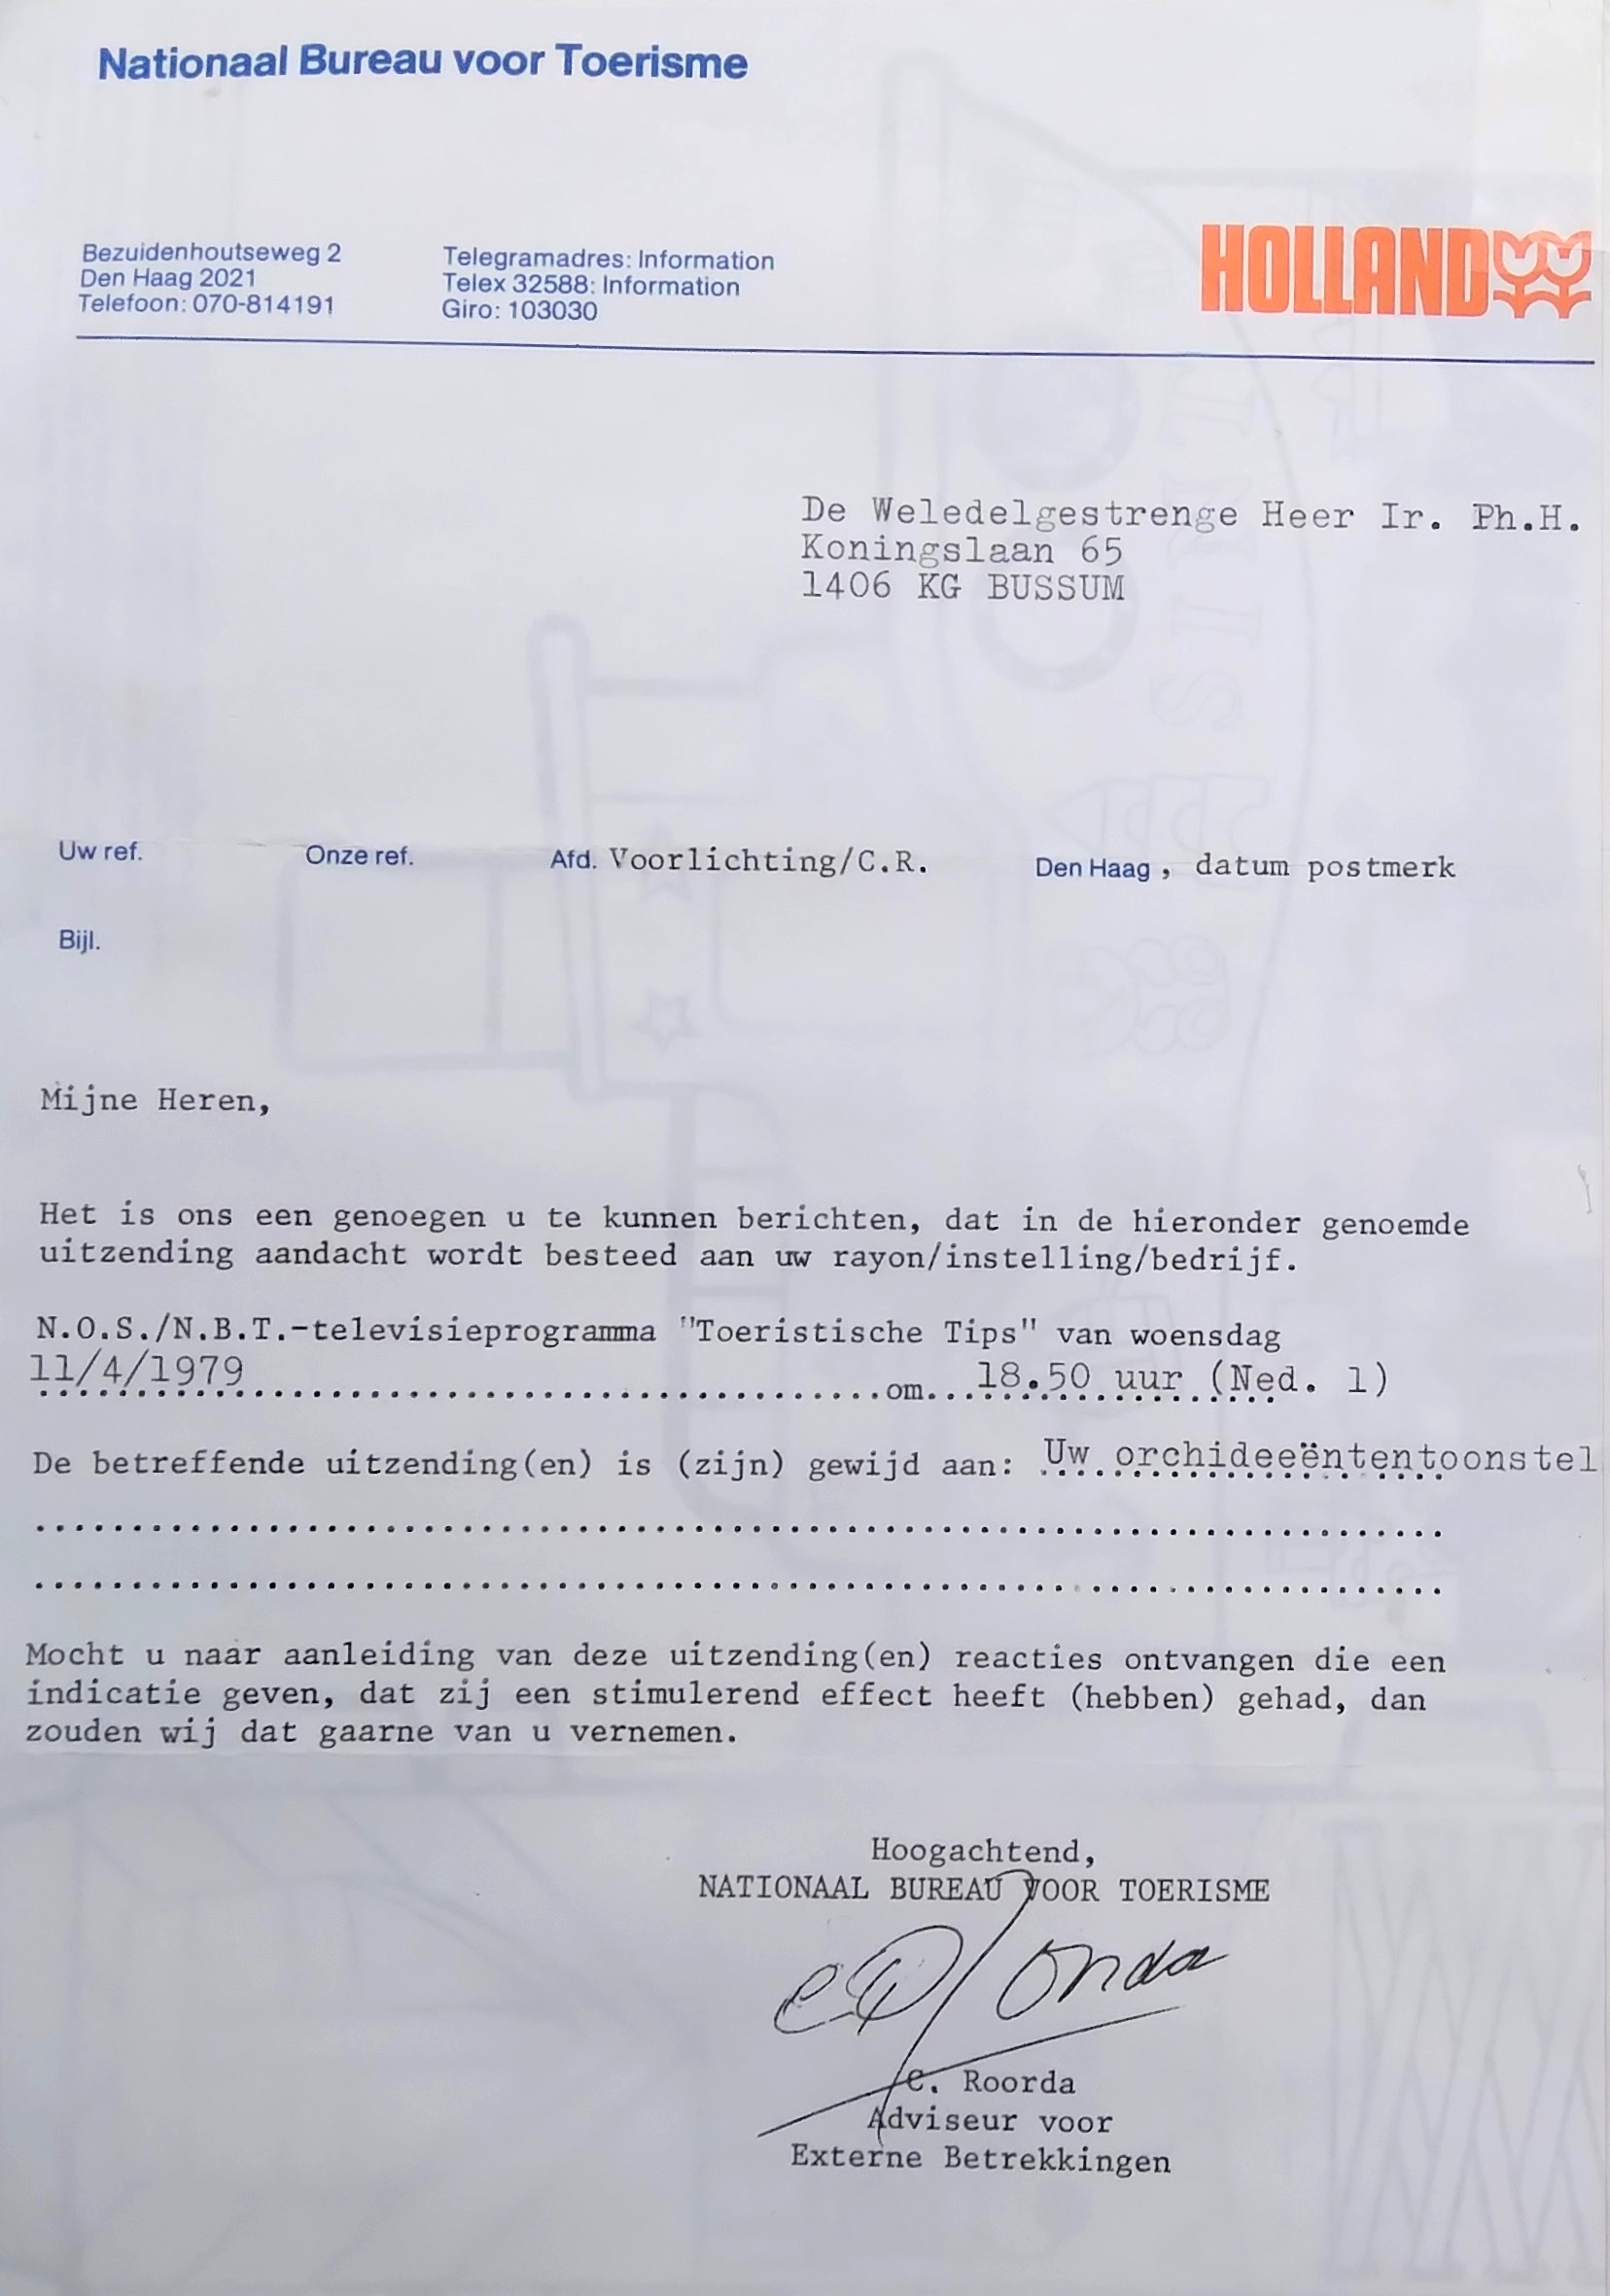 Nationaal Bureau voor Toerisme
Bezuidenhoutseweg 2
Den Haag 2021
Telefoon: 070-814191
Telegramadres: Information
Telex 32588: Information
Giro: 103030
HOLLAND
De Weledelgestrenge Heer Ir. Ph.H.
Koningslaan 65
1406 KG BUSSUM
Uw ref. Onze ref. Afd. Voorlichting/C.R. Den Haag, datum postmerk
Bijl.
Mijne Heren,
Het is ons een genoegen u te kunnen berichten, dat in de hieronder genoemde
uitzending aandacht wordt besteed aan uw rayon/instelling/bedrijf.
N.O.S./N.B.T.-televisieprogramma "Toeristische Tips" van woensdag
11/4/1979 om 18.50 uur (Ned. 1)
De betreffende uitzending(en) is (zijn) gewijd aan: Uw orchideeëntentoonstel
Mocht u naar aanleiding van deze uitzending(en) reacties ontvangen die een
indicatie geven, dat zij een stimulerend effect heeft (hebben) gehad, dan
zouden wij dat gaarne van u vernemen.
Hoogachtend,
NATIONAAL BUREAU VOOR TOERISME
C. Roorda
Adviseur voor
Externe Betrekkingen